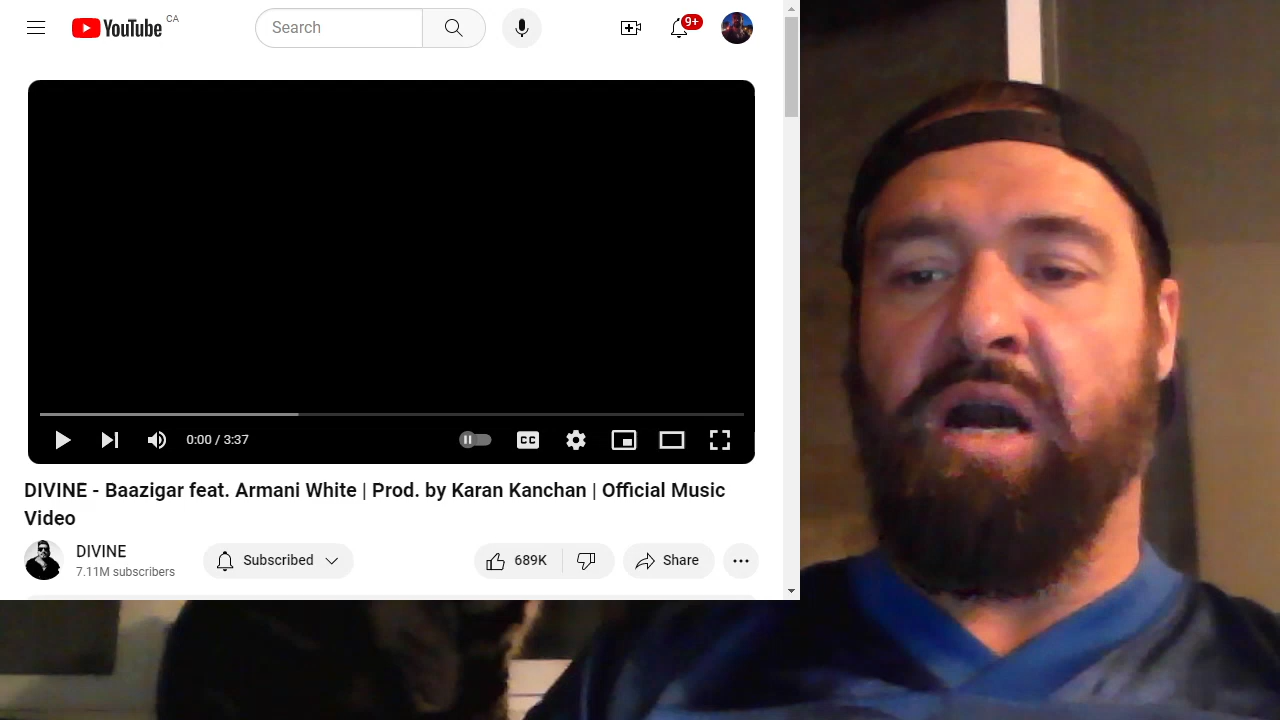 YouTube CA
Search
9+
0:00 / 3:37
CC
DIVINE - Baazigar feat. Armani White | Prod. by Karan Kanchan | Official Music
Video
DIVINE
7.11M subscribers
Subscribed
689K
Share